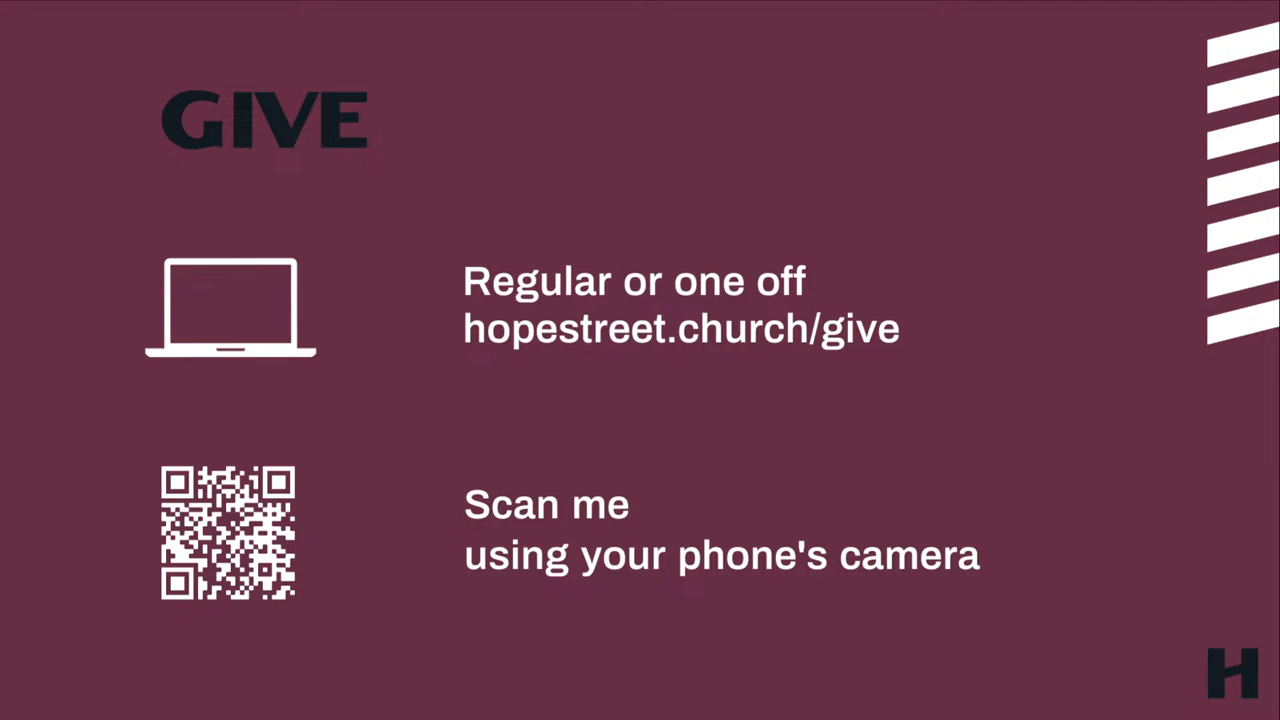 GIVE
Regular or one off
hopestreet.church/give
Scan me
using your phone's camera
H